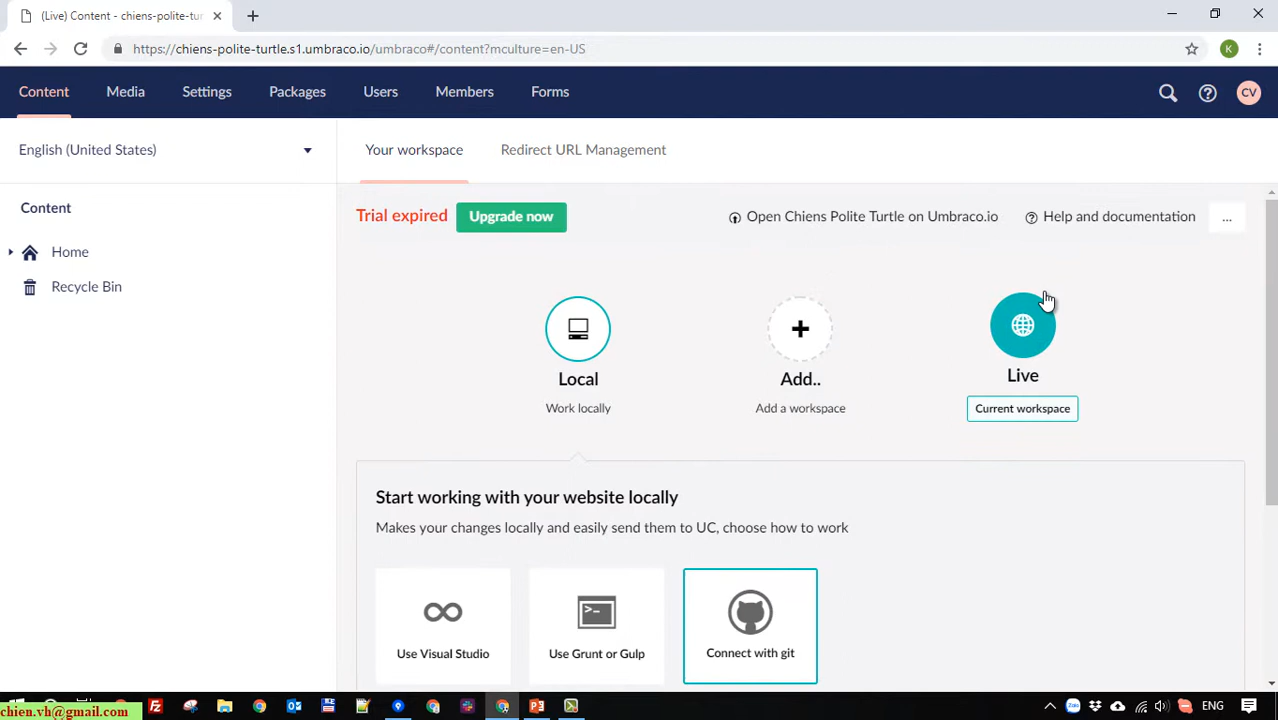 (Live) Content - chiens-polite-tur
https://chiens-polite-turtle.s1.umbraco.io/umbraco#/content?mculture=en-US
K
Content Media Settings Packages Users Members Forms
CV
English (United States)
Your workspace Redirect URL Management
Content
Trial expired Upgrade now Open Chiens Polite Turtle on Umbraco.io Help and documentation ...
Home
Recycle Bin
Local Add.. Live
Work locally Add a workspace Current workspace
Start working with your website locally
Makes your changes locally and easily send them to UC, choose how to work
Use Visual Studio Use Grunt or Gulp Connect with git
chien.vh@gmail.com
ENG